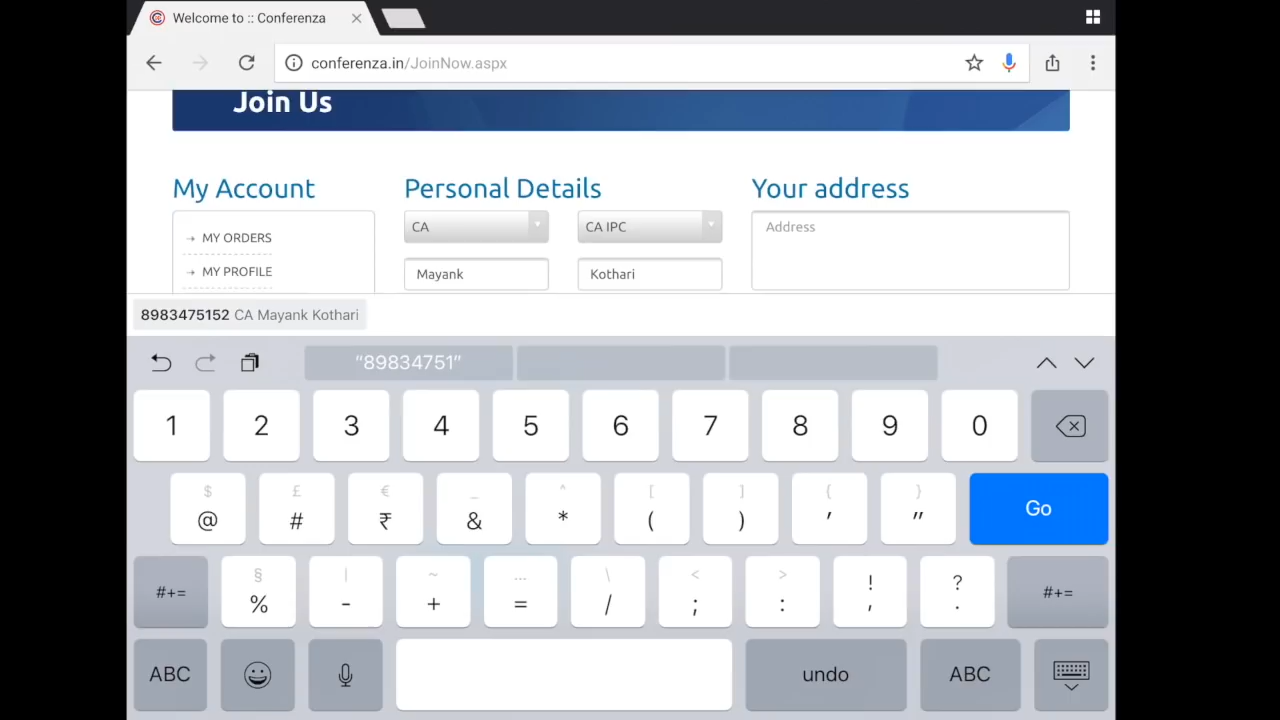 Welcome to :: Conferenza
conferenza.in/JoinNow.aspx
Join Us
My Account
Personal Details
Your address
CA
CA IPC
Address
MY ORDERS
Mayank
Kothari
MY PROFILE
8983475152 CA Mayank Kothari
"89834751"
1 2 3 4 5 6 7 8 9 0
$ £ € _ ^ [ ] { }
@ # ₹ & * ( ) ' " Go
§ | ~ … \ < > ! ?
#+= % - + = / ; : , . #+=
ABC undo ABC